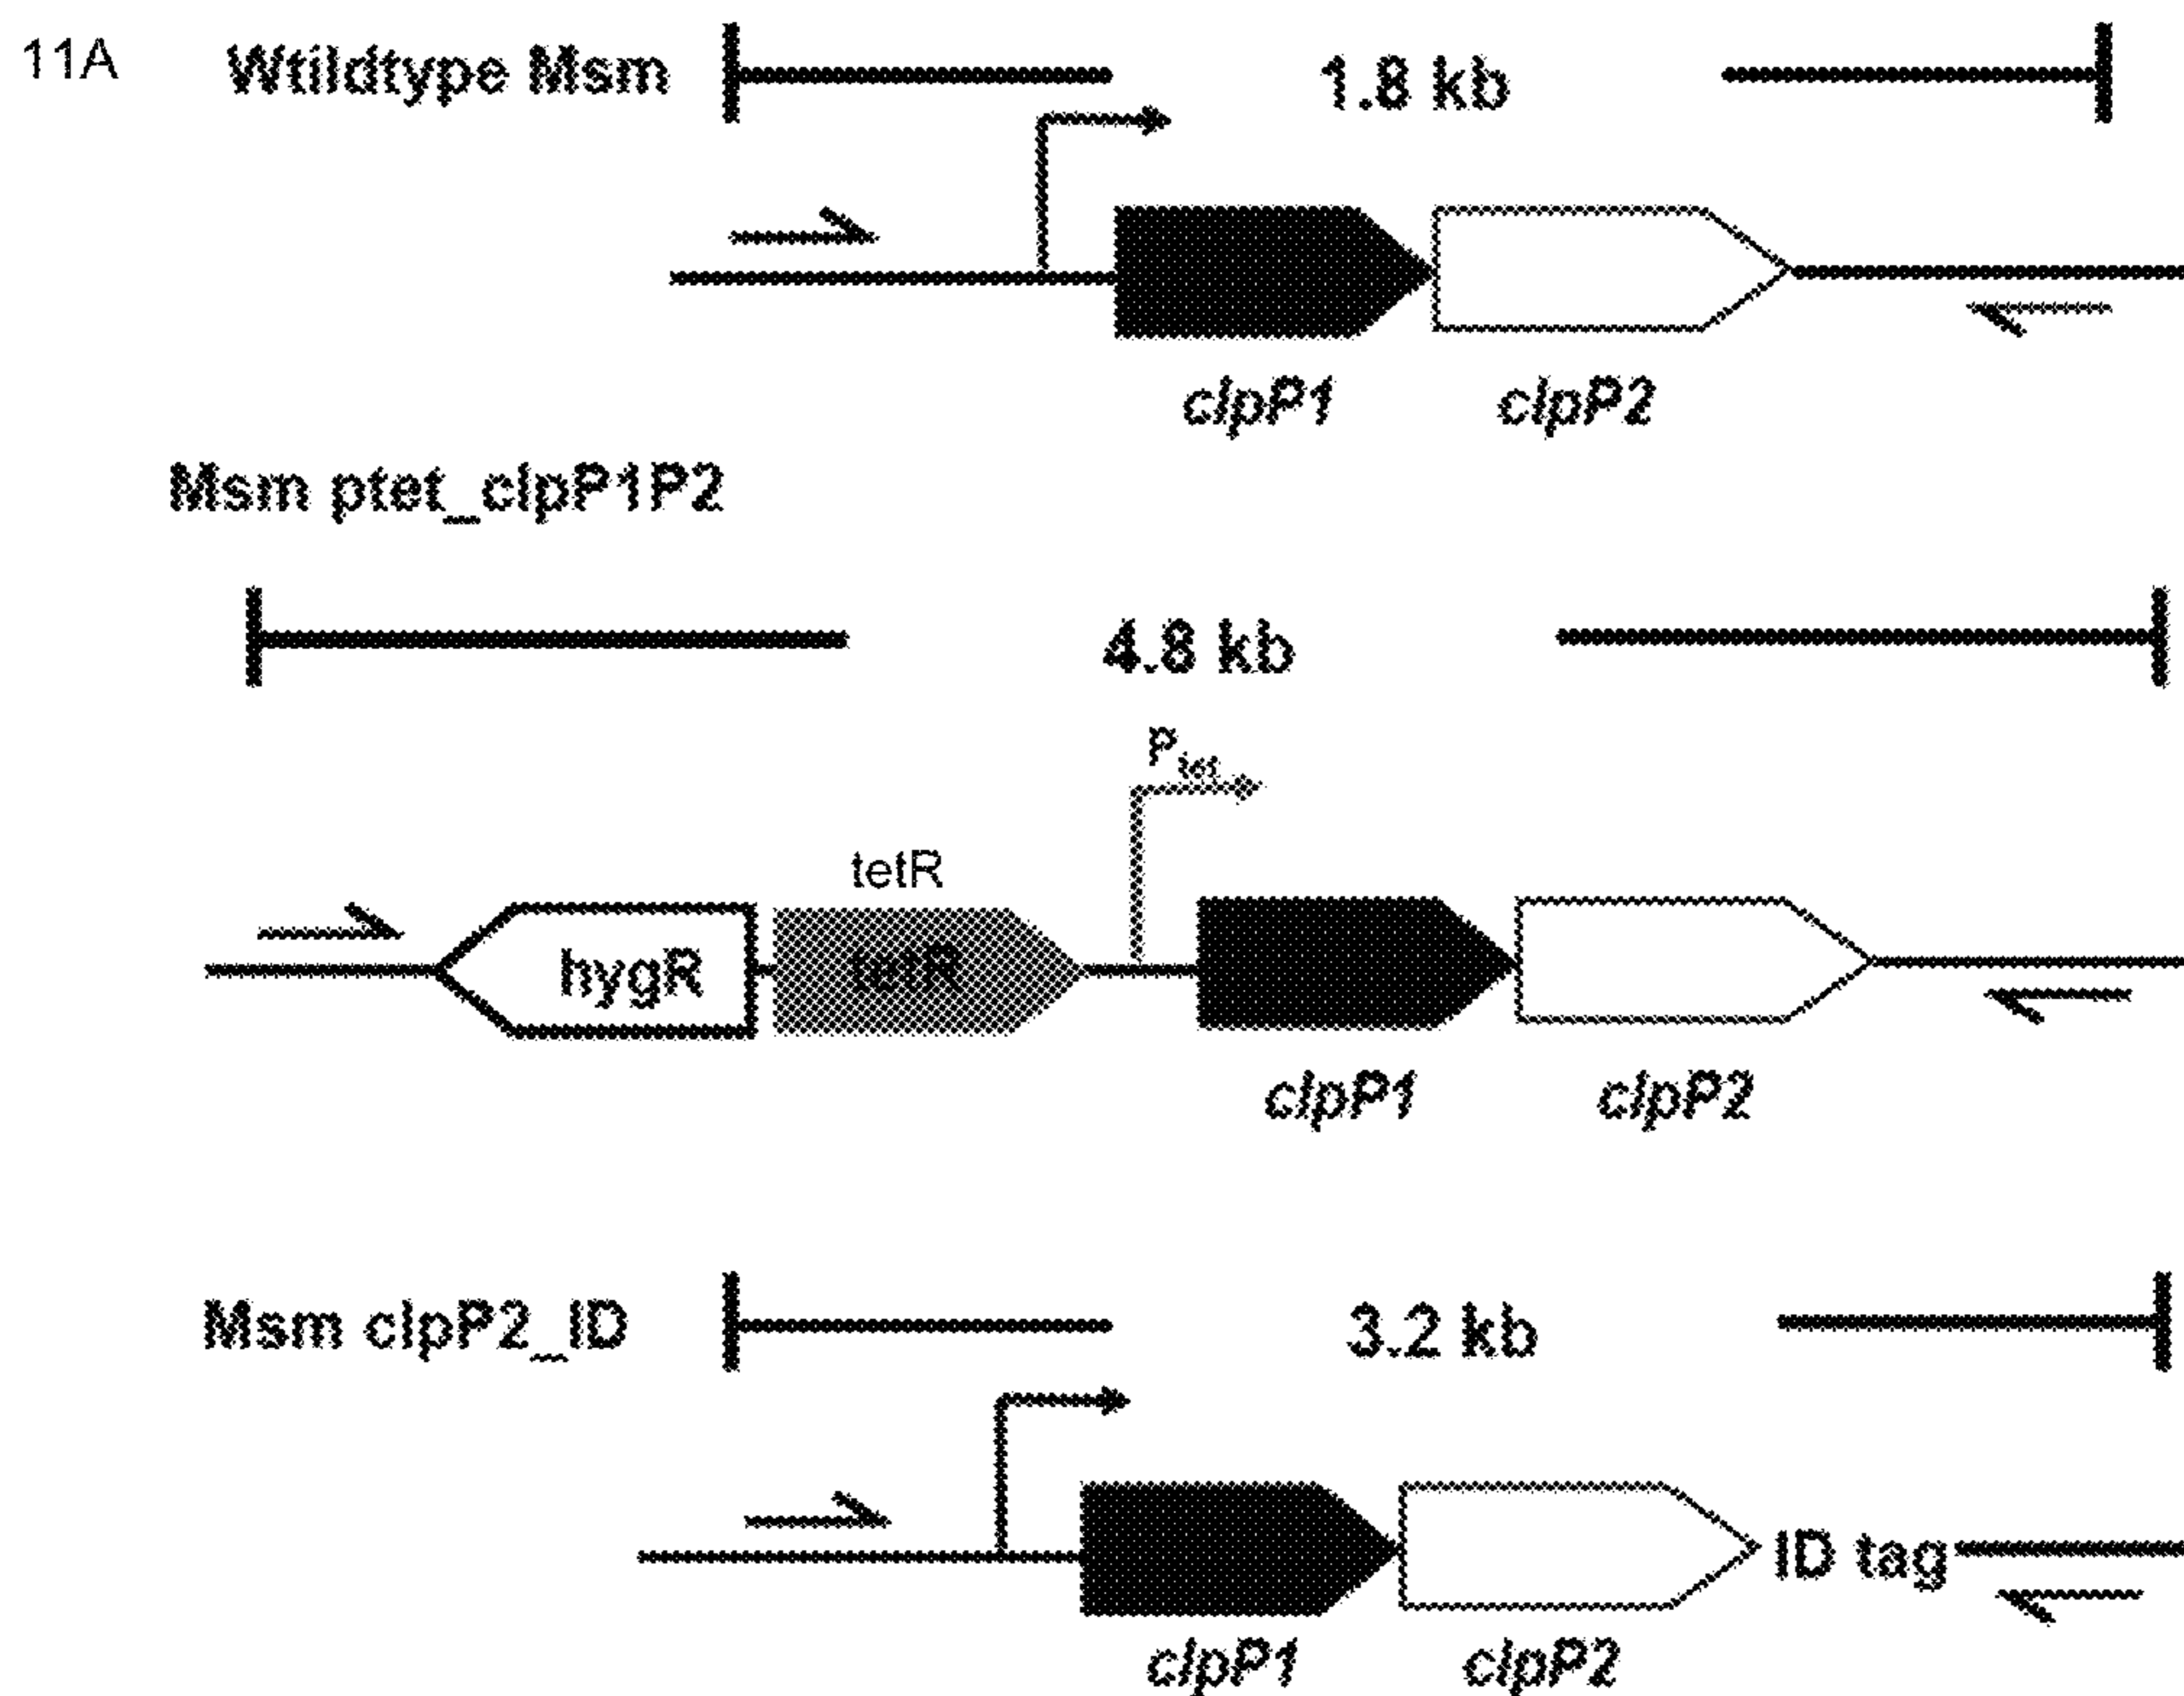 11A Wtildtype Msm 1.8 kb
clpP1 clpP2
Msm ptet_clpP1P2
4.8 kb
Ptet
tetR
hygR tetR
clpP1 clpP2
Msm clpP2_ID 3.2 kb
ID tag
clpP1 clpP2